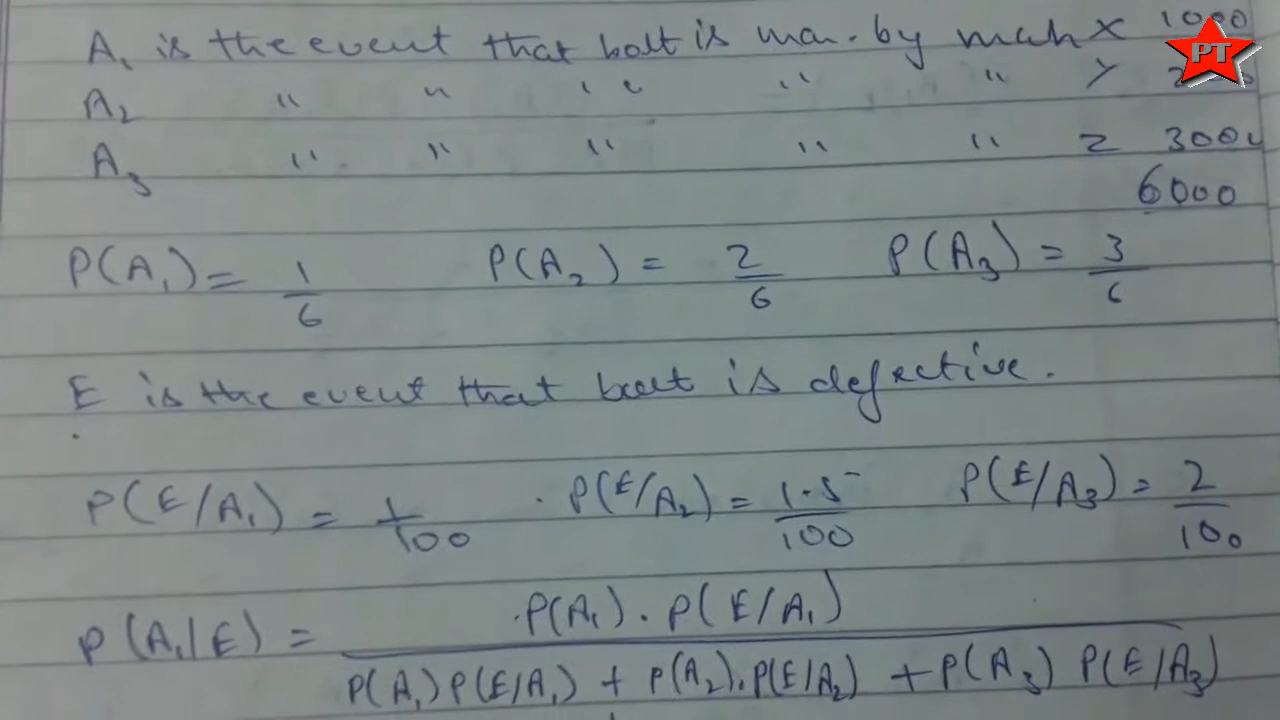 A₁ is the event that bolt is man. by mach X 1000
PT
A₂ " " " " " Y
A₃ " " " " " Z 3000
6000
P(A₁) = 1/6 P(A₂) = 2/6 P(A₃) = 3/6
E is the event that bolt is defective.
P(E/A₁) = 1/100 . P(E/A₂) = 1.5/100 P(E/A₃) = 2/100
P(A₁/E) = P(A₁) . P(E/A₁) / P(A₁) P(E/A₁) + P(A₂) . P(E/A₂) + P(A₃) P(E/A₃)